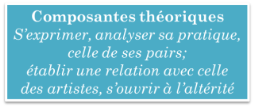 Composantes théoriques
S'exprimer, analyser sa pratique,
celle de ses pairs;
établir une relation avec celle
des artistes, s'ouvrir à l'altérité